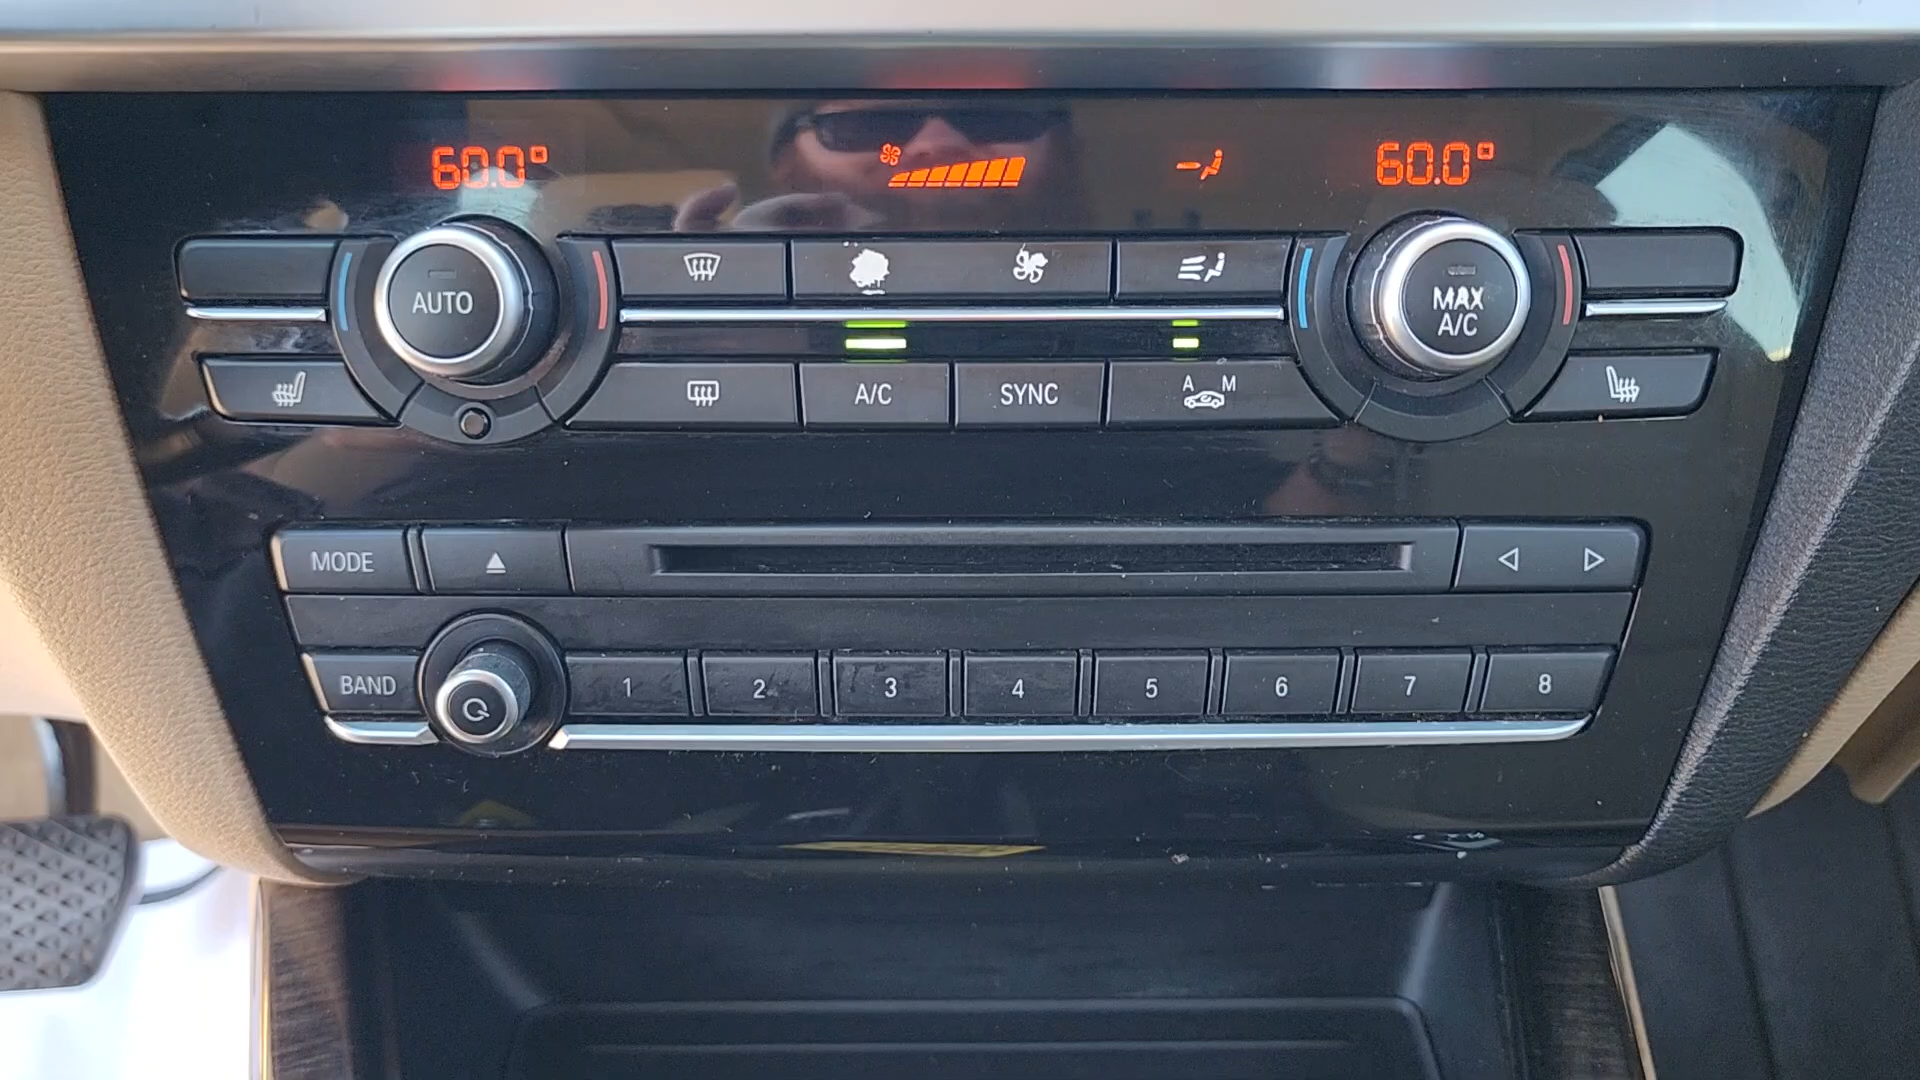 60.0° 60.0°
AUTO
MAX
A/C
A/C SYNC A M
MODE
BAND 1 2 3 4 5 6 7 8